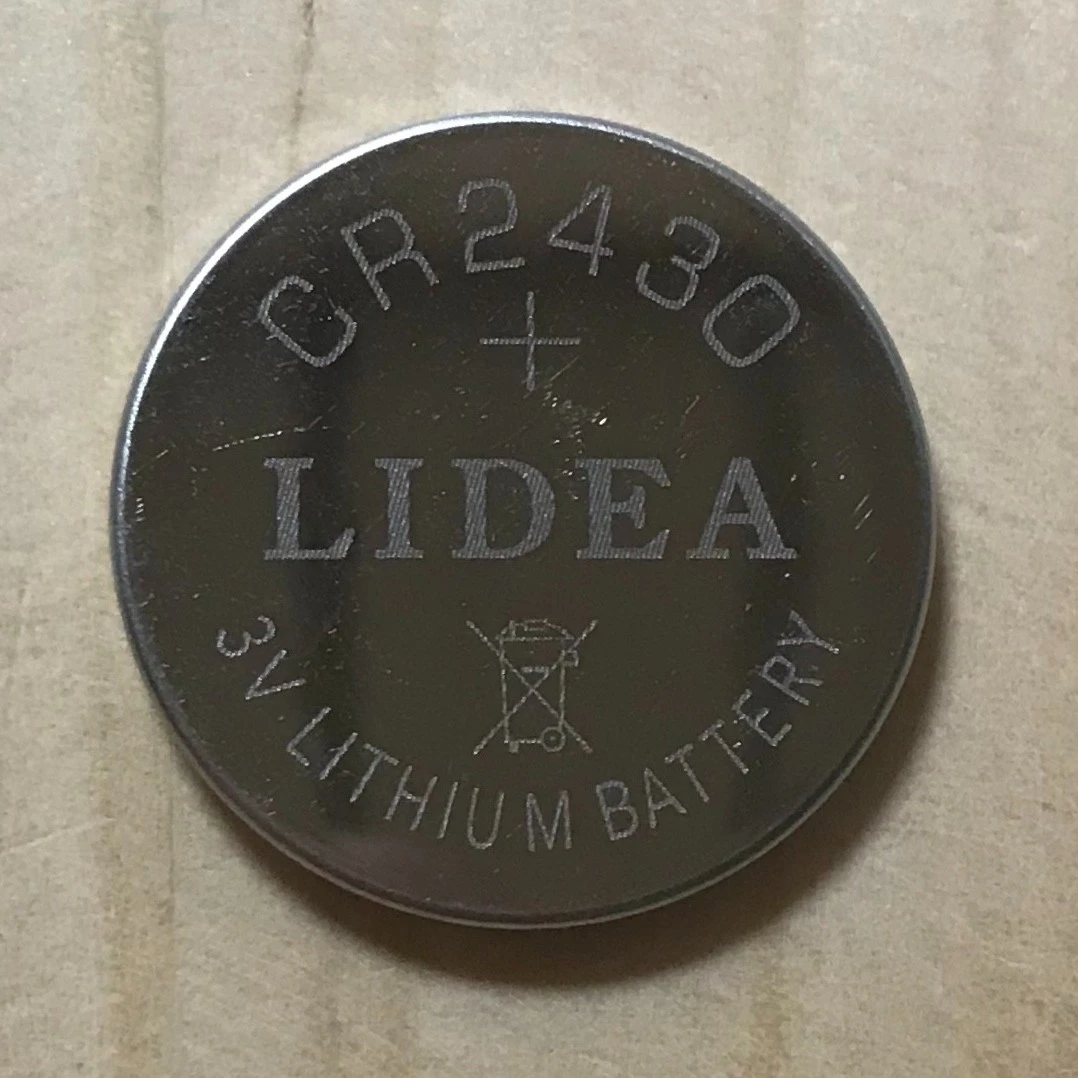 CR2430
+
LIDEA
3V LITHIUM BATTERY